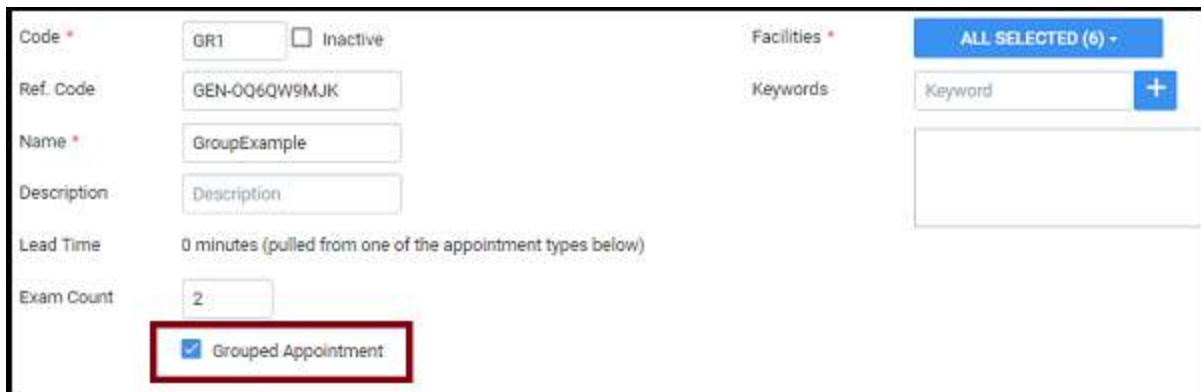 Code * GR1 Inactive Facilities * ALL SELECTED (6)
Ref. Code GEN-OQ6QW9MJK Keywords Keyword +
Name * GroupExample
Description Description
Lead Time 0 minutes (pulled from one of the appointment types below)
Exam Count 2
Grouped Appointment